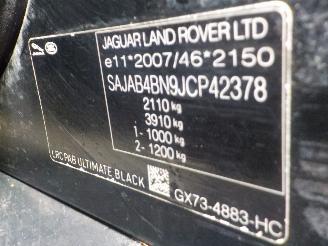 JAGUAR LAND ROVER LTD
e11*2007/46*2150
SAJAB4BN9JCP42378
2110 kg
3910 kg
1- 1000 kg
2- 1200 kg
LRC PAB ULTIMATE BLACK
GX73-4883-HC